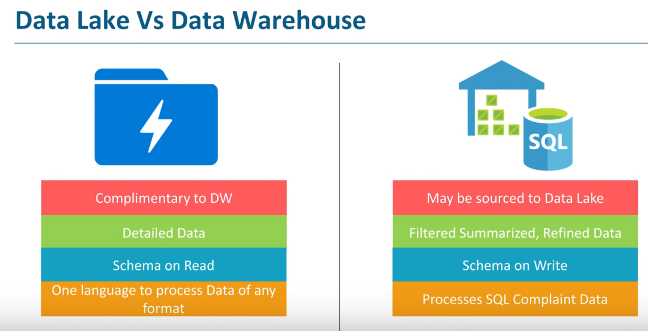 Data Lake Vs Data Warehouse
Complimentary to DW
Detailed Data
Schema on Read
One language to process Data of any
format
SQL
May be sourced to Data Lake
Filtered Summarized, Refined Data
Schema on Write
Processes SQL Complaint Data